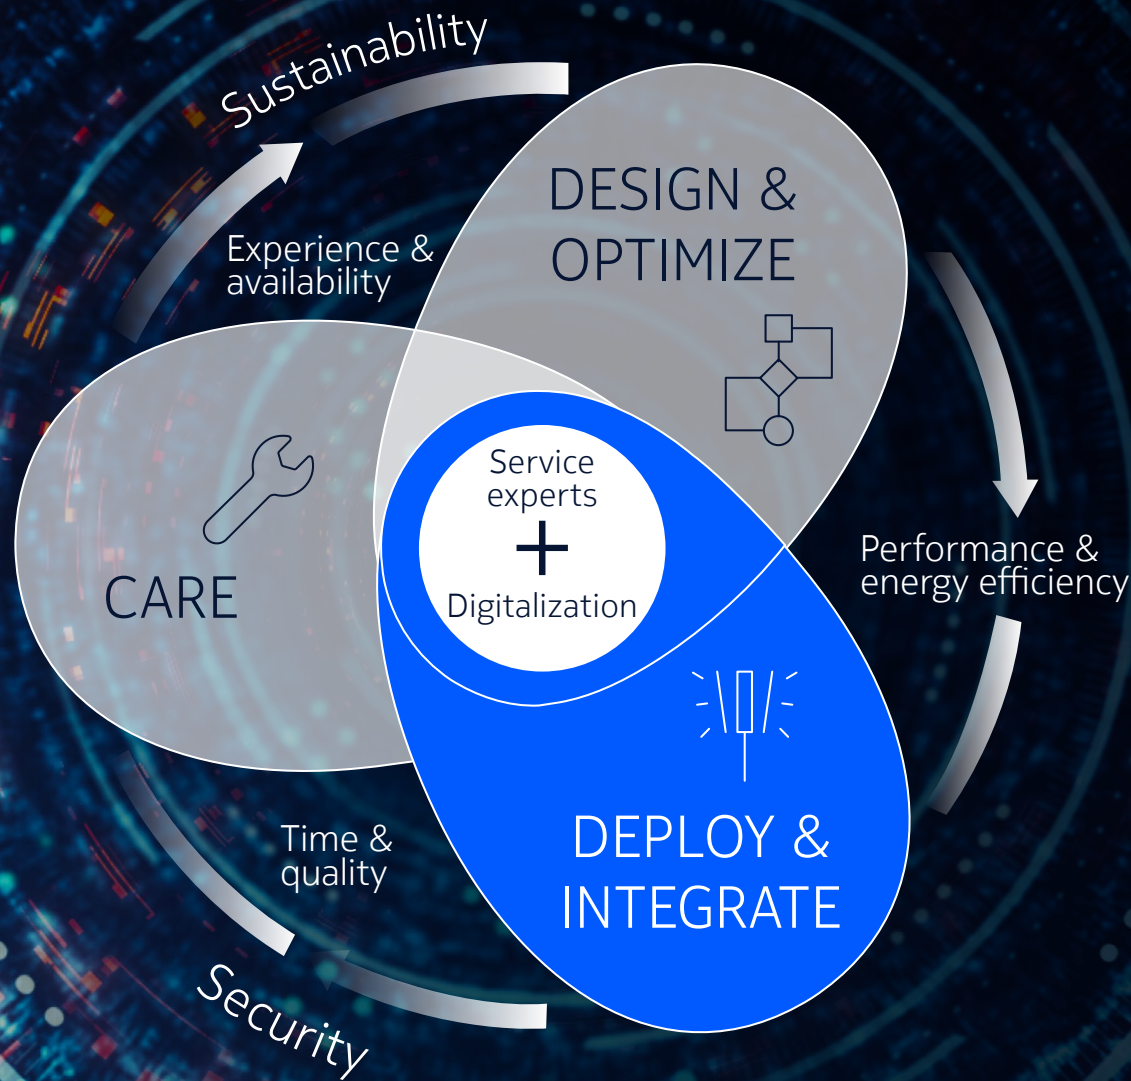 Sustainability
DESIGN &
OPTIMIZE
Experience &
availability
Service
experts
+
Digitalization
CARE
Performance &
energy efficiency
DEPLOY &
INTEGRATE
Time &
quality
Security